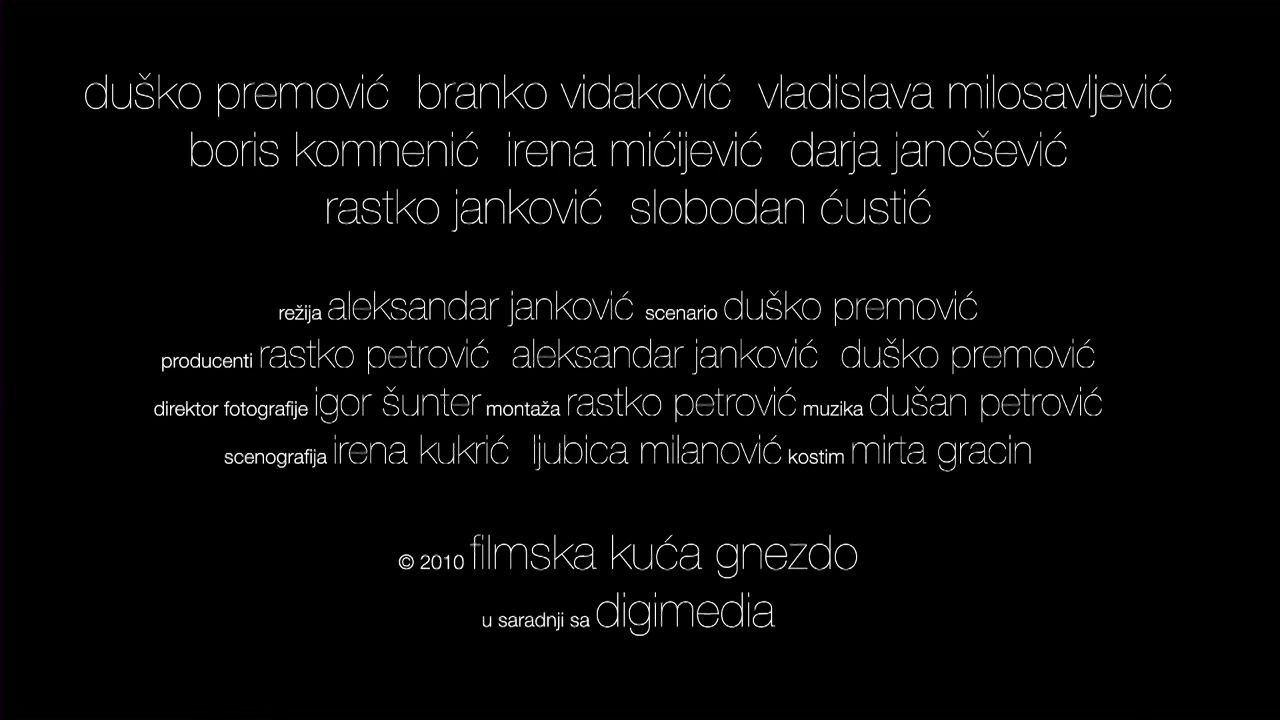 duško premović branko vidaković vladislava milosavljević
boris komnenić irena mićijević darja janošević
rastko janković slobodan ćustić
režija aleksandar janković scenario duško premović
producenti rastko petrović aleksandar janković duško premović
direktor fotografije igor šunter montaža rastko petrović muzika dušan petrović
scenografija irena kukrić ljubica milanović kostim mirta gracin
© 2010 filmska kuća gnezdo
u saradnji sa digimedia